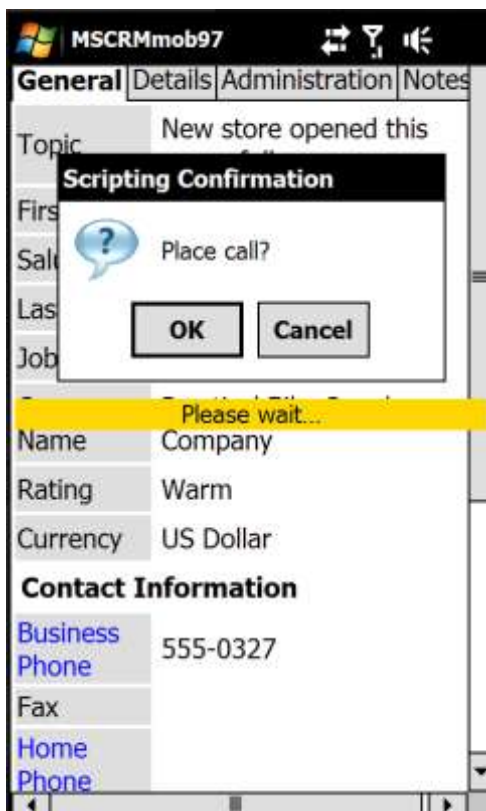 MSCRMmob97
General Details Administration Notes
Topic New store opened this
Scripting Confirmation
Place call?
OK Cancel
Please wait...
Name Company
Rating Warm
Currency US Dollar
Contact Information
Business
Phone
555-0327
Fax
Home
Phone